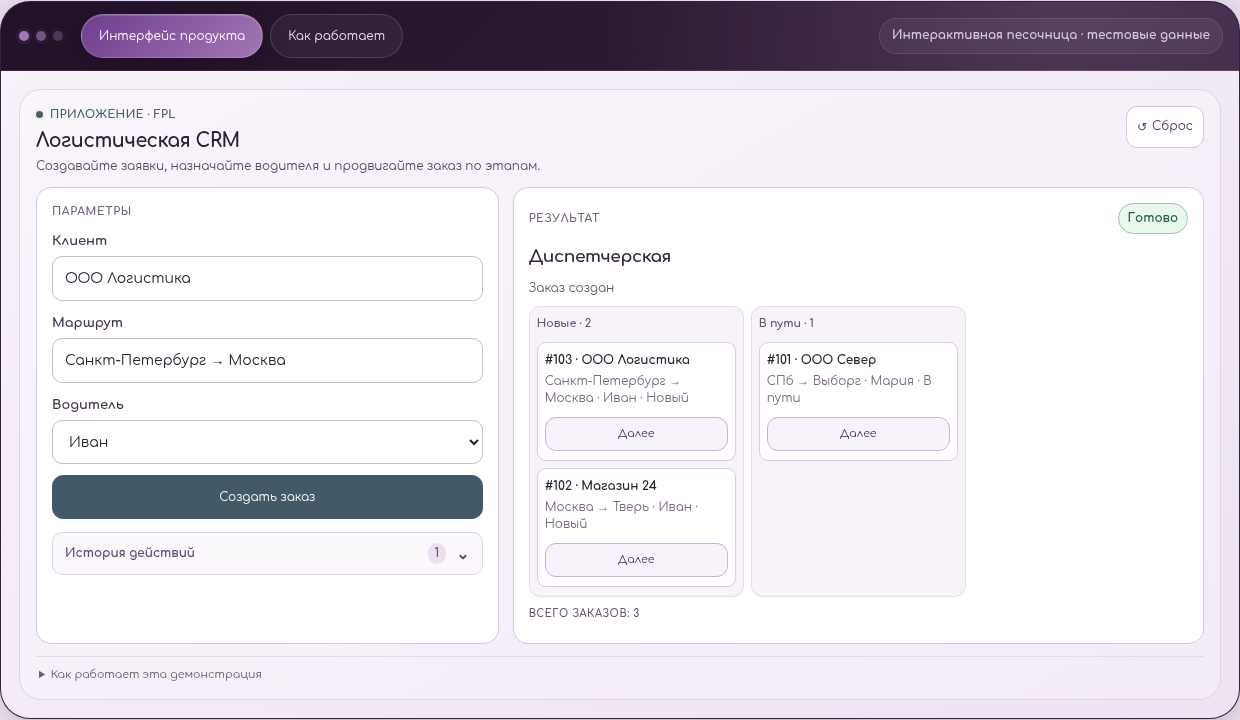 Интерфейс продукта
Как работает
Интерактивная песочница · тестовые данные
ПРИЛОЖЕНИЕ · FPL
Логистическая CRM
Создавайте заявки, назначайте водителя и продвигайте заказ по этапам.
↺ Сброс
ПАРАМЕТРЫ
Клиент
ООО Логистика
Маршрут
Санкт-Петербург → Москва
Водитель
Иван
Создать заказ
История действий
1
РЕЗУЛЬТАТ
Готово
Диспетчерская
Заказ создан
Новые · 2
#103 · ООО Логистика
Санкт-Петербург →
Москва · Иван · Новый
Далее
#102 · Магазин 24
Москва → Тверь · Иван ·
Новый
Далее
В пути · 1
#101 · ООО Север
СПб → Выборг · Мария · В
пути
Далее
ВСЕГО ЗАКАЗОВ: 3
Как работает эта демонстрация